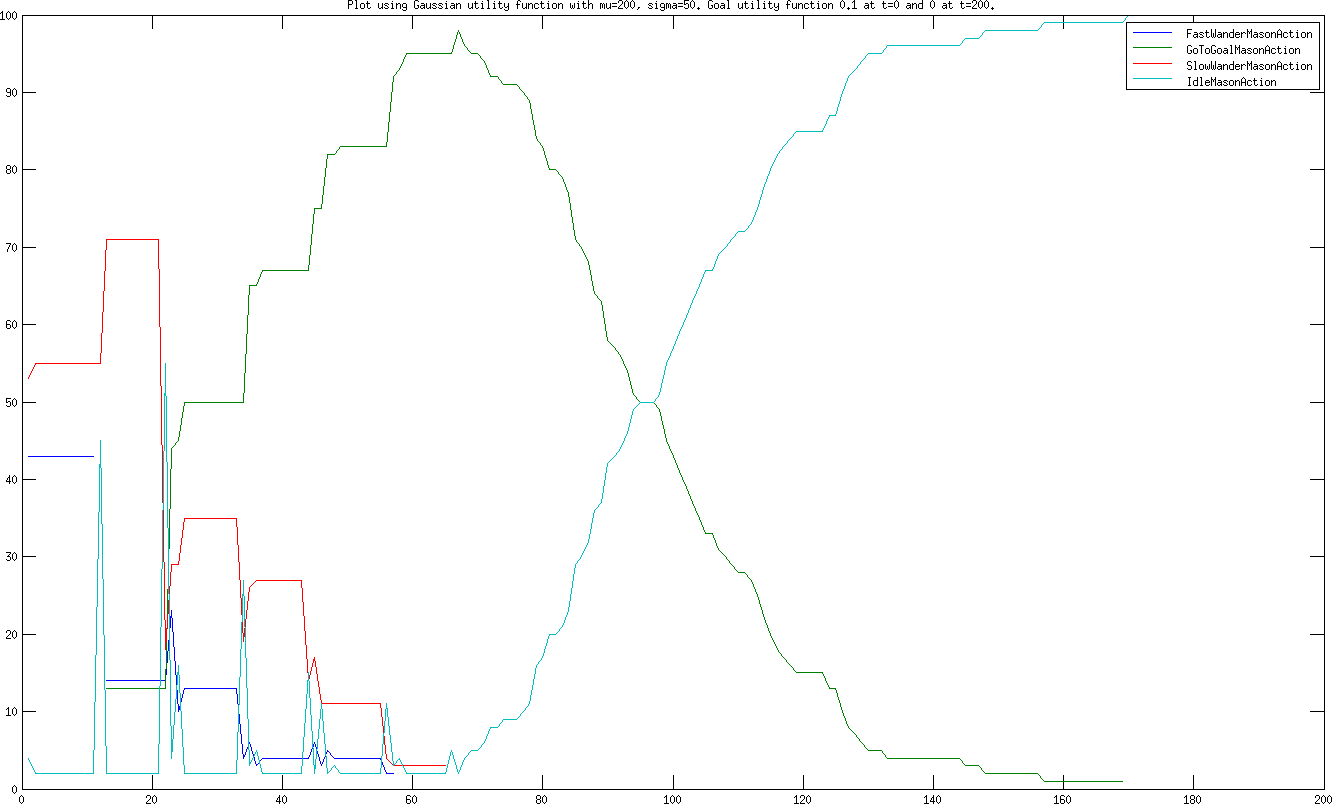 Plot using Gaussian utility function with mu=200, sigma=50. Goal utility function 0.1 at t=0 and 0 at t=200.
100
90
80
70
60
50
40
30
20
10
0
FastWanderMasonAction
GoToGoalMasonAction
SlowWanderMasonAction
IdleMasonAction
0 20 40 60 80 100 120 140 160 180 200